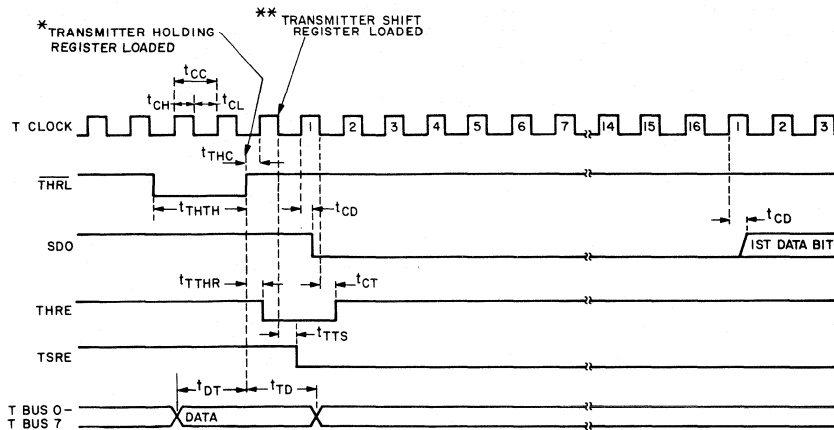 ** TRANSMITTER SHIFT
REGISTER LOADED
* TRANSMITTER HOLDING
REGISTER LOADED
tCC
tCH tCL
T CLOCK 1 2 3 4 5 6 7 14 15 16 1 2 3
tTHC
THRL
tTHTH tCD tCD
SDO 1ST DATA BIT
tTTHR tCT
THRE
tTTS
TSRE
tDT tTD
T BUS 0-
T BUS 7 DATA